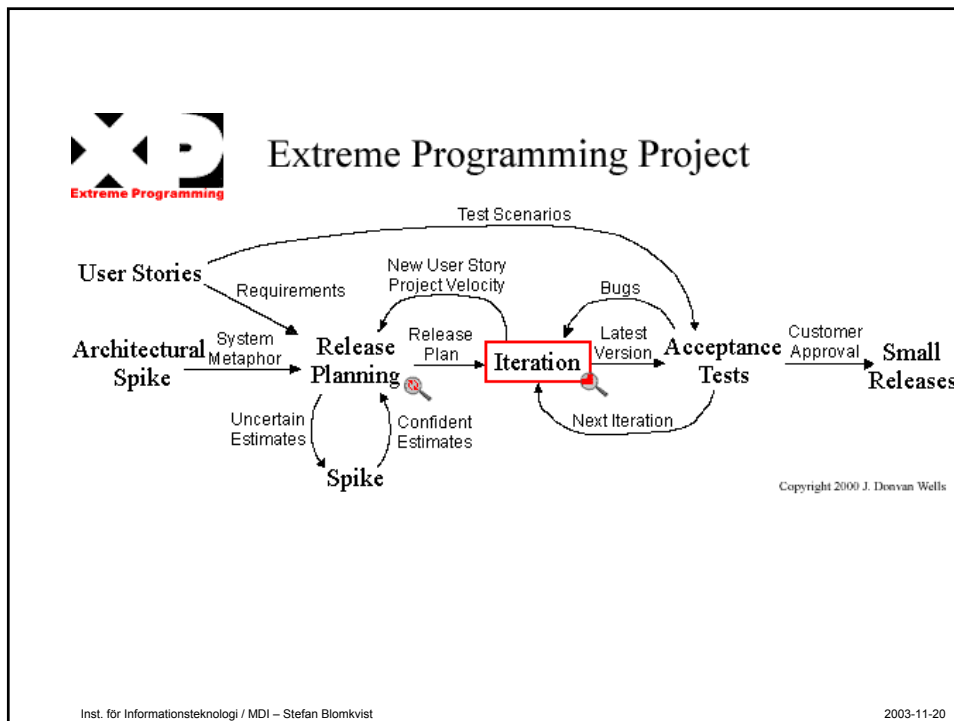 XP
Extreme Programming
Extreme Programming Project
Test Scenarios
User Stories
New User Story
Project Velocity
Bugs
Requirements
Architectural
Spike
System
Metaphor
Release
Planning
Release
Plan
Iteration
Latest
Version
Acceptance
Tests
Customer
Approval
Small
Releases
Uncertain
Estimates
Confident
Estimates
Next Iteration
Spike
Copyright 2000 J. Donvan Wells
Inst. för Informationsteknologi / MDI – Stefan Blomkvist
2003-11-20